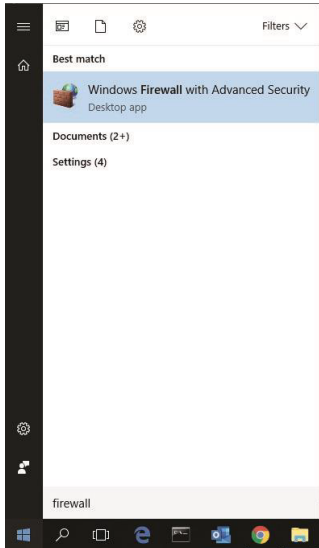 Filters
Best match
Windows Firewall with Advanced Security
Desktop app
Documents (2+)
Settings (4)
firewall